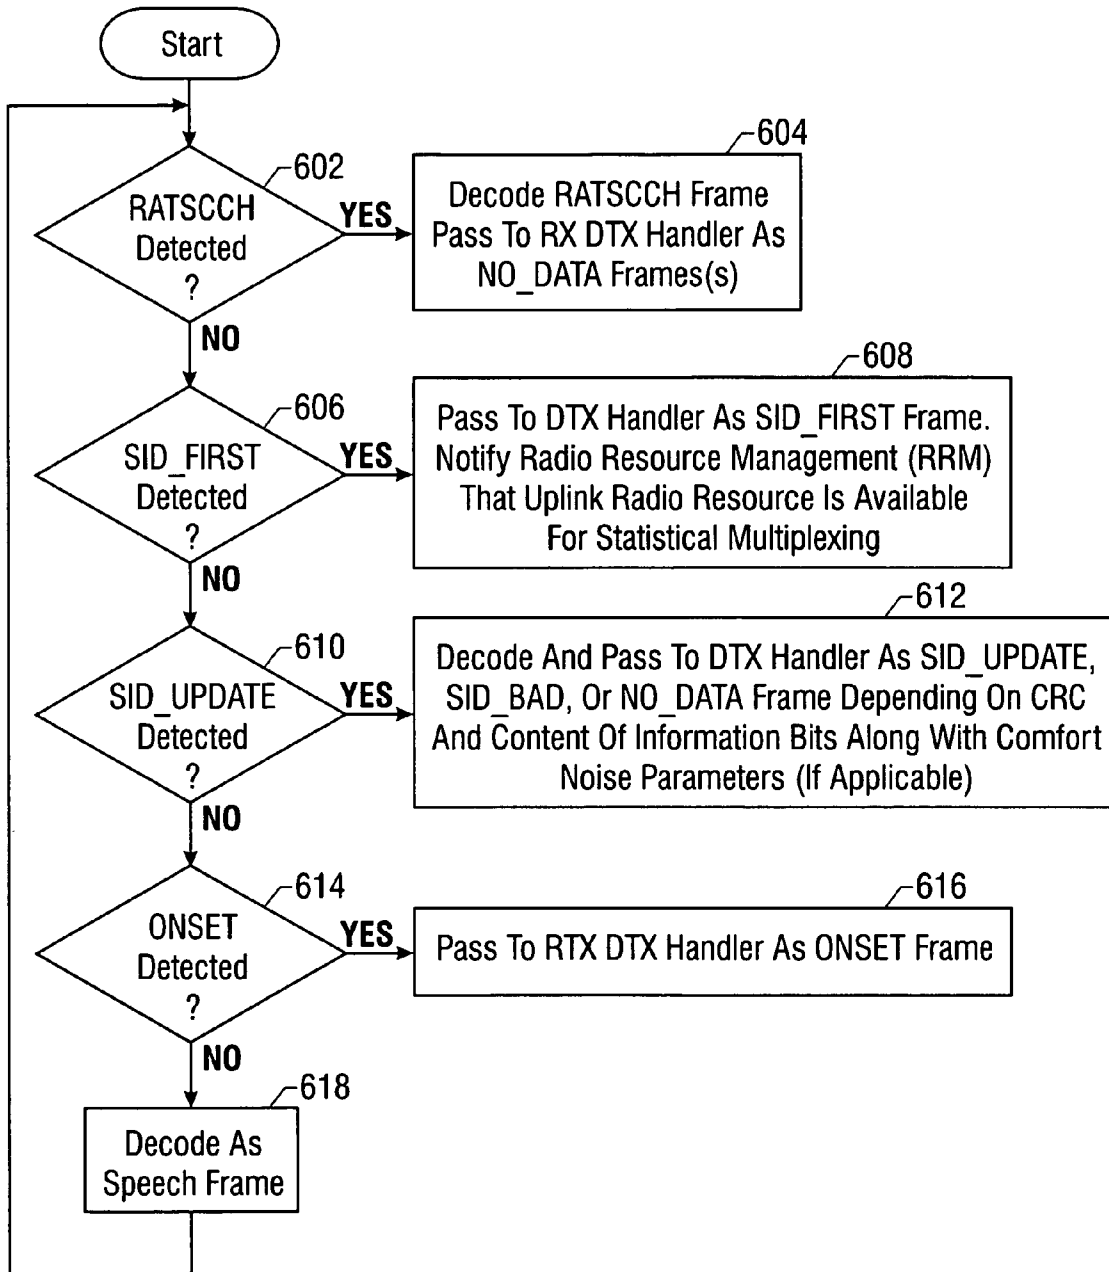 Start
602
RATSCCH
Detected
?
YES
604
Decode RATSCCH Frame
Pass To RX DTX Handler As
NO_DATA Frames(s)
NO
606
SID_FIRST
Detected
?
YES
608
Pass To DTX Handler As SID_FIRST Frame.
Notify Radio Resource Management (RRM)
That Uplink Radio Resource Is Available
For Statistical Multiplexing
NO
610
SID_UPDATE
Detected
?
YES
612
Decode And Pass To DTX Handler As SID_UPDATE,
SID_BAD, Or NO_DATA Frame Depending On CRC
And Content Of Information Bits Along With Comfort
Noise Parameters (If Applicable)
NO
614
ONSET
Detected
?
YES
616
Pass To RTX DTX Handler As ONSET Frame
NO
618
Decode As
Speech Frame